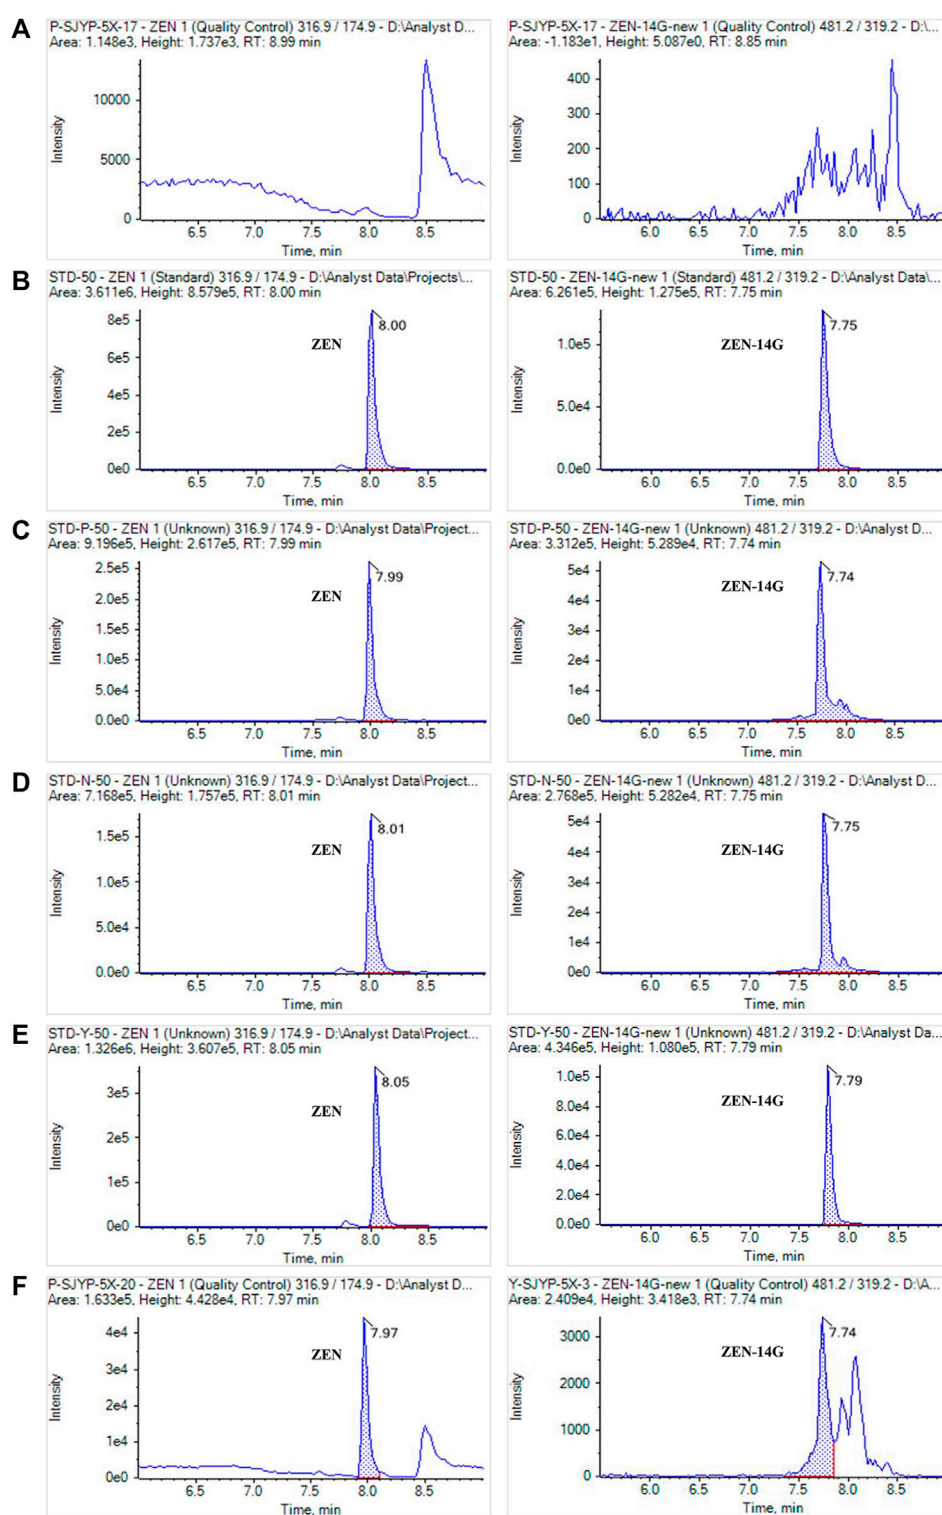 A
P-SJYP-5X-17 - ZEN 1 (Quality Control) 316.9 / 174.9 - D:\Analyst D...
Area: 1.148e3, Height: 1.737e3, RT: 8.99 min
Intensity
10000
5000
0
6.5 7.0 7.5 8.0 8.5
Time, min
P-SJYP-5X-17 - ZEN-14G-new 1 (Quality Control) 481.2 / 319.2 - D:\...
Area: -1.183e1, Height: 5.087e0, RT: 8.85 min
Intensity
400
300
200
100
0
6.0 6.5 7.0 7.5 8.0 8.5
Time, min
B
STD-50 - ZEN 1 (Standard) 316.9 / 174.9 - D:\Analyst Data\Projects\...
Area: 3.611e6, Height: 8.579e5, RT: 8.00 min
Intensity
8e5
6e5
4e5
2e5
0e0
ZEN
8.00
6.5 7.0 7.5 8.0 8.5
Time, min
STD-50 - ZEN-14G-new 1 (Standard) 481.2 / 319.2 - D:\Analyst Data\...
Area: 6.261e5, Height: 1.275e5, RT: 7.75 min
Intensity
1.0e5
5.0e4
0.0e0
ZEN-14G
7.75
6.0 6.5 7.0 7.5 8.0 8.5
Time, min
C
STD-P-50 - ZEN 1 (Unknown) 316.9 / 174.9 - D:\Analyst Data\Project...
Area: 9.196e5, Height: 2.617e5, RT: 7.99 min
Intensity
2.5e5
2.0e5
1.5e5
1.0e5
5.0e4
0.0e0
ZEN
7.99
6.5 7.0 7.5 8.0 8.5
Time, min
STD-P-50 - ZEN-14G-new 1 (Unknown) 481.2 / 319.2 - D:\Analyst D...
Area: 3.312e5, Height: 5.289e4, RT: 7.74 min
Intensity
5e4
4e4
3e4
2e4
1e4
0e0
ZEN-14G
7.74
6.0 6.5 7.0 7.5 8.0 8.5
Time, min
D
STD-N-50 - ZEN 1 (Unknown) 316.9 / 174.9 - D:\Analyst Data\Project...
Area: 7.168e5, Height: 1.757e5, RT: 8.01 min
Intensity
1.5e5
1.0e5
5.0e4
0.0e0
ZEN
8.01
6.5 7.0 7.5 8.0 8.5
Time, min
STD-N-50 - ZEN-14G-new 1 (Unknown) 481.2 / 319.2 - D:\Analyst D...
Area: 2.768e5, Height: 5.282e4, RT: 7.75 min
Intensity
5e4
4e4
3e4
2e4
1e4
0e0
ZEN-14G
7.75
6.0 6.5 7.0 7.5 8.0 8.5
Time, min
E
STD-Y-50 - ZEN 1 (Unknown) 316.9 / 174.9 - D:\Analyst Data\Project...
Area: 1.326e6, Height: 3.607e5, RT: 8.05 min
Intensity
3e5
2e5
1e5
0e0
ZEN
8.05
6.5 7.0 7.5 8.0 8.5
Time, min
STD-Y-50 - ZEN-14G-new 1 (Unknown) 481.2 / 319.2 - D:\Analyst Da...
Area: 4.346e5, Height: 1.080e5, RT: 7.79 min
Intensity
1.0e5
8.0e4
6.0e4
4.0e4
2.0e4
0.0e0
ZEN-14G
7.79
6.0 6.5 7.0 7.5 8.0 8.5
Time, min
F
P-SJYP-5X-20 - ZEN 1 (Quality Control) 316.9 / 174.9 - D:\Analyst D...
Area: 1.633e5, Height: 4.428e4, RT: 7.97 min
Intensity
4e4
3e4
2e4
1e4
0e0
ZEN
7.97
6.5 7.0 7.5 8.0 8.5
Time, min
Y-SJYP-5X-3 - ZEN-14G-new 1 (Quality Control) 481.2 / 319.2 - D:\A...
Area: 2.409e4, Height: 3.418e3, RT: 7.74 min
Intensity
3000
2000
1000
0
ZEN-14G
7.74
6.0 6.5 7.0 7.5 8.0 8.5
Time, min